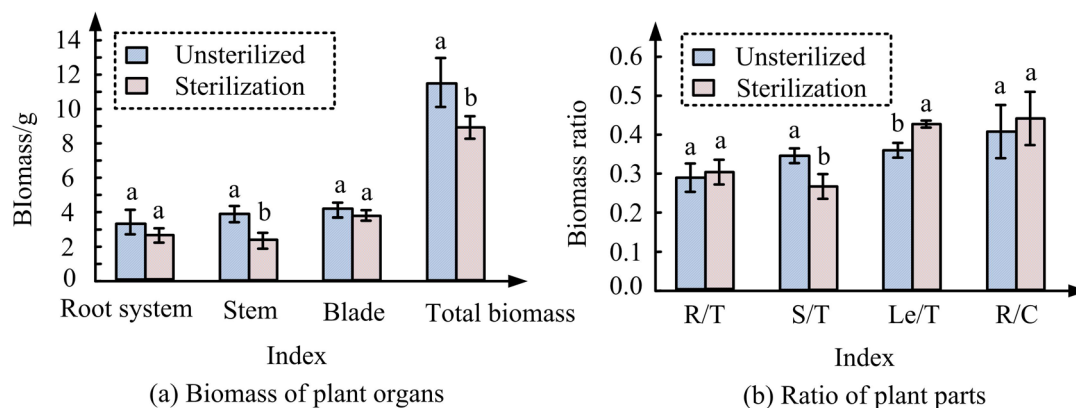 14
12
10
8
6
4
2
0
BIomass/g
Unsterilized
Sterilization
a
a
a
b
a
a
a
b
Root system
Stem
Blade
Total biomass
Index
(a) Biomass of plant organs
0.6
0.5
0.4
0.3
0.2
0.1
0.0
Biomass ratio
Unsterilized
Sterilization
a
a
a
b
b
a
a
a
R/T
S/T
Le/T
R/C
Index
(b) Ratio of plant parts